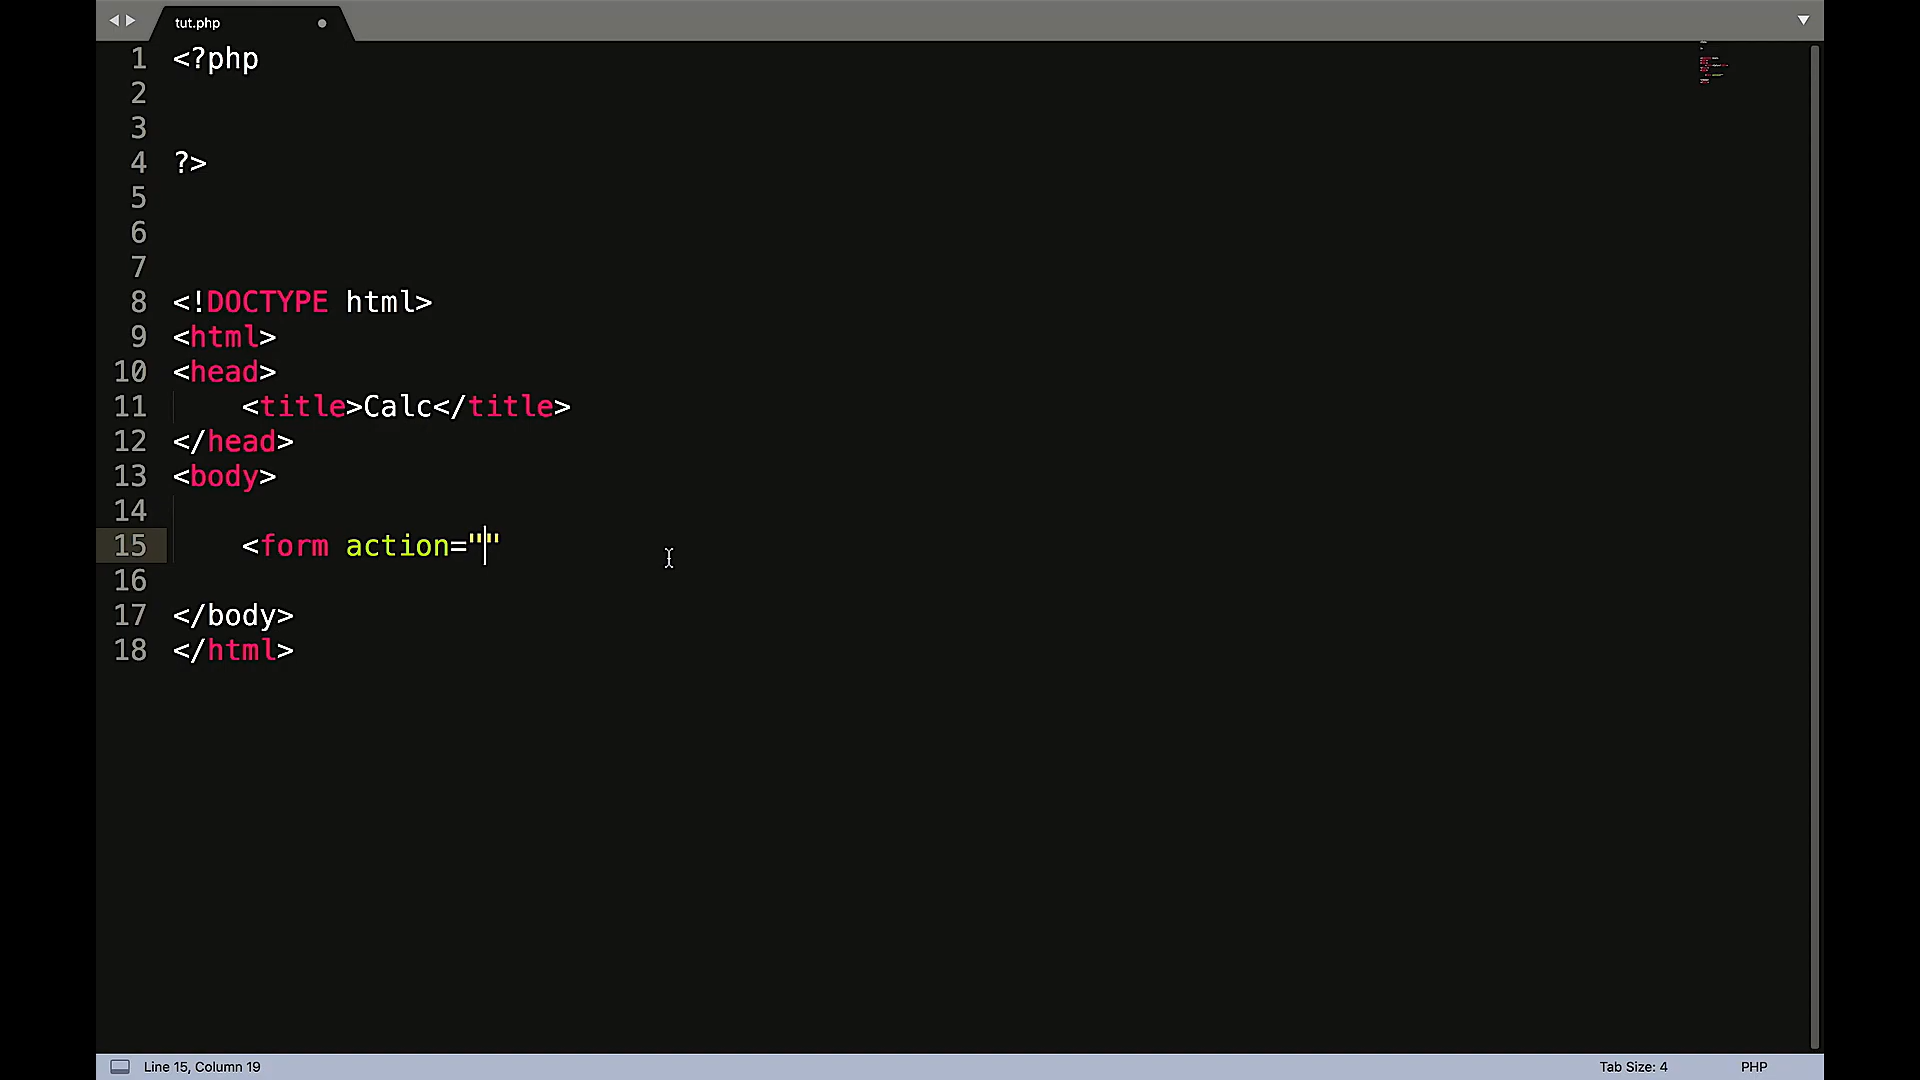 tut.php
1 <?php
2
3
4 ?>
5
6
7
8 <!DOCTYPE html>
9 <html>
10 <head>
11 <title>Calc</title>
12 </head>
13 <body>
14
15 <form action=""
16
17 </body>
18 </html>
Line 15, Column 19
Tab Size: 4
PHP